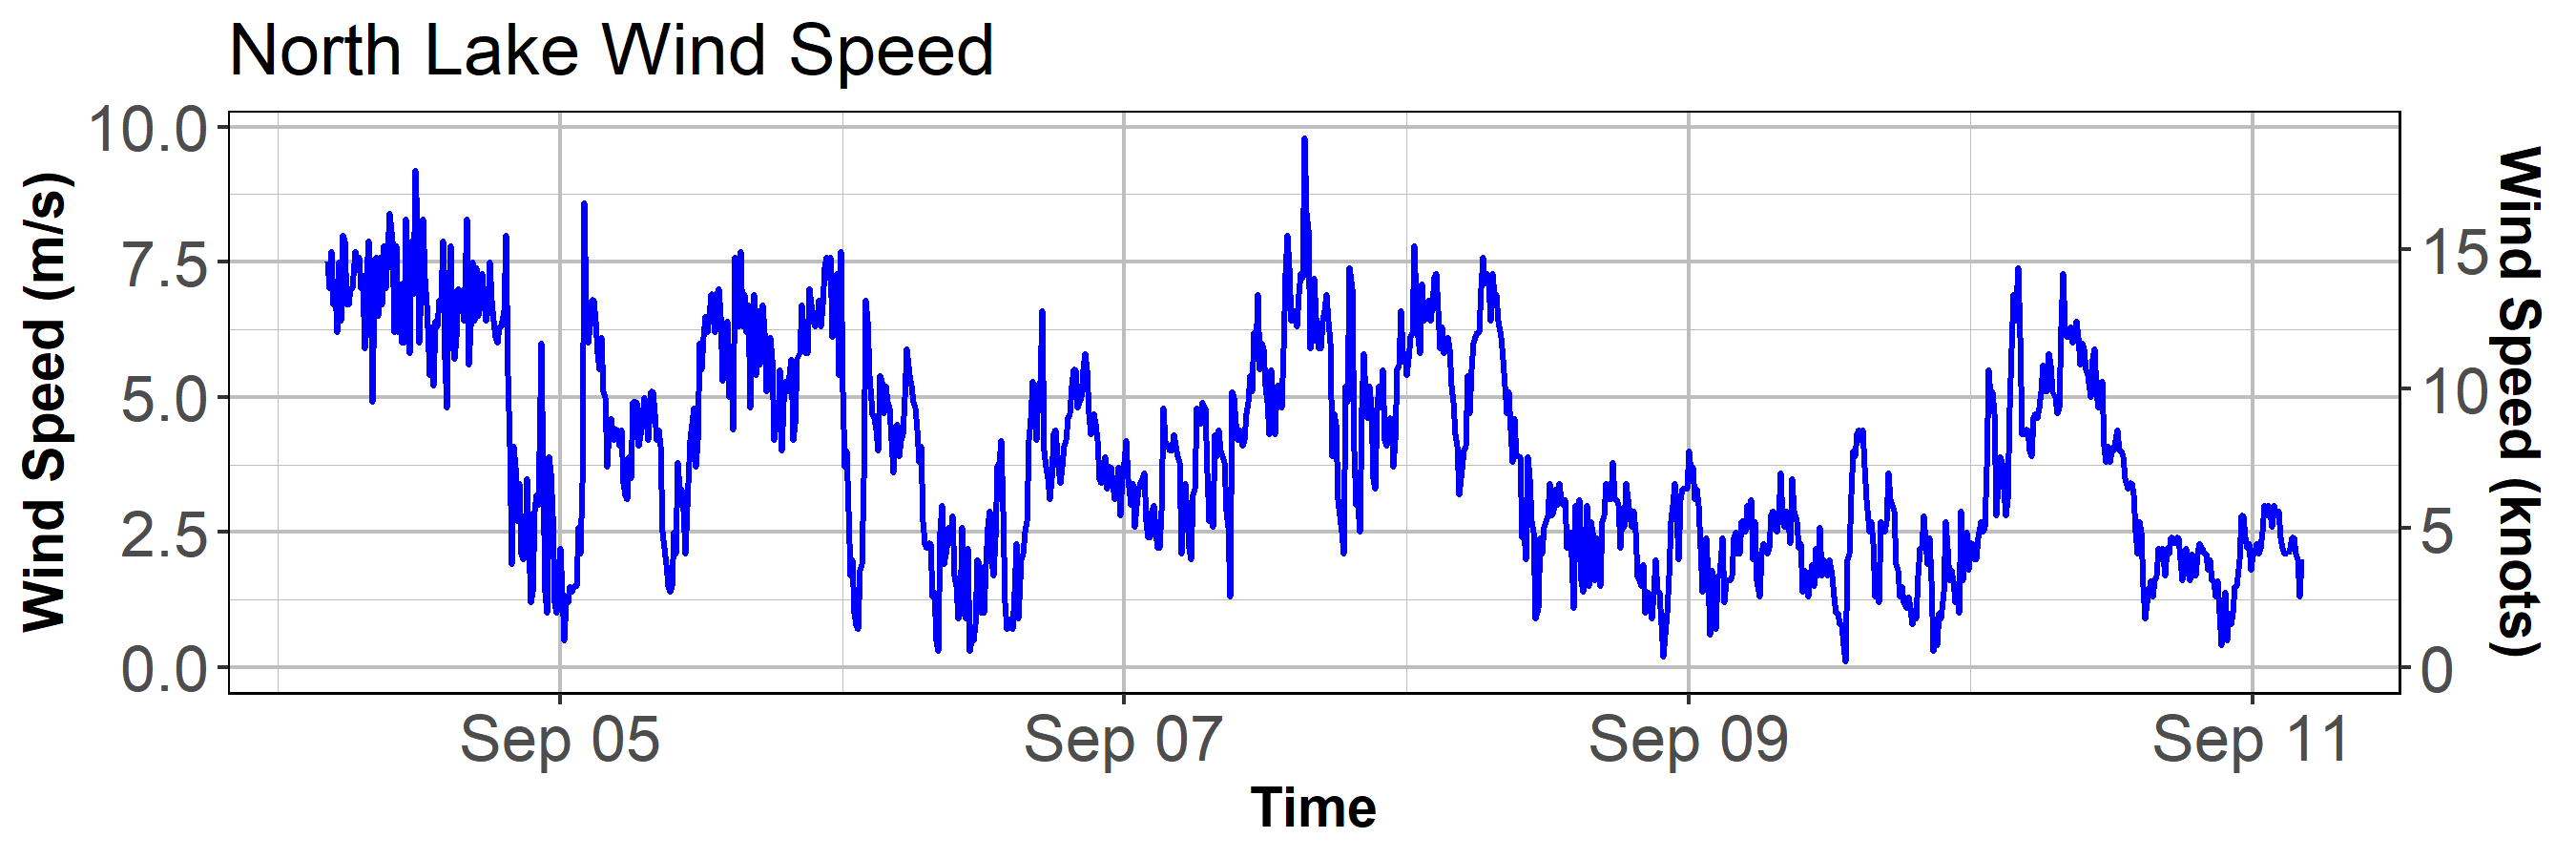 North Lake Wind Speed
Wind Speed (m/s)
10.0
7.5
5.0
2.5
0.0
Wind Speed (knots)
15
10
5
0
Sep 05
Sep 07
Sep 09
Sep 11
Time